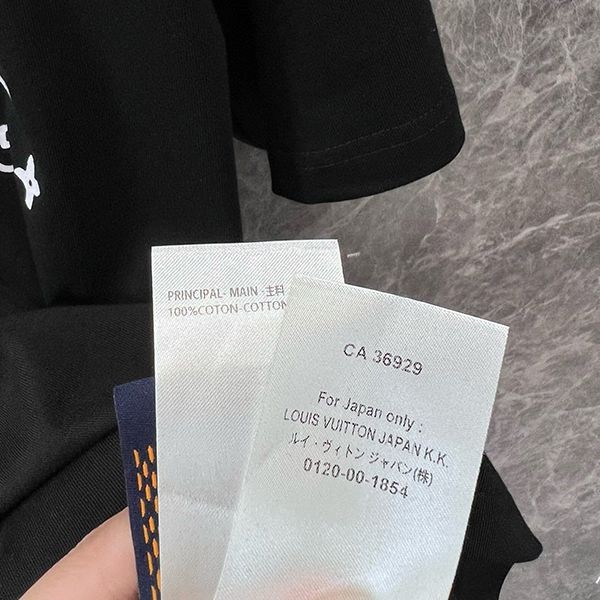 PRINCIPAL- MAIN -主料
100%COTON-COTTON
CA 36929
For Japan only :
LOUIS VUITTON JAPAN K.K.
ルイ・ヴィトン ジャパン(株)
0120-00-1854